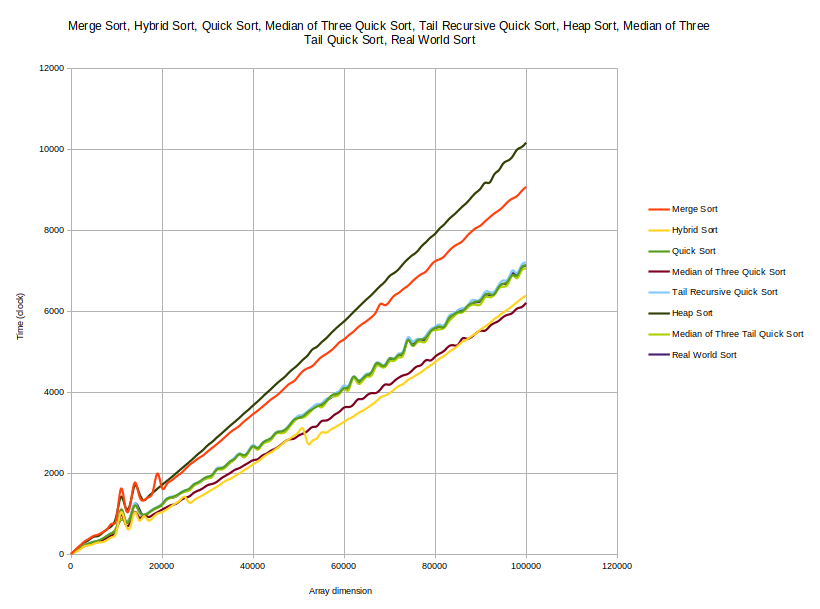 Merge Sort, Hybrid Sort, Quick Sort, Median of Three Quick Sort, Tail Recursive Quick Sort, Heap Sort, Median of Three
Tail Quick Sort, Real World Sort
12000
10000
8000
6000
4000
2000
0
Time (clock)
0 20000 40000 60000 80000 100000 120000
Array dimension
Merge Sort
Hybrid Sort
Quick Sort
Median of Three Quick Sort
Tail Recursive Quick Sort
Heap Sort
Median of Three Tail Quick Sort
Real World Sort